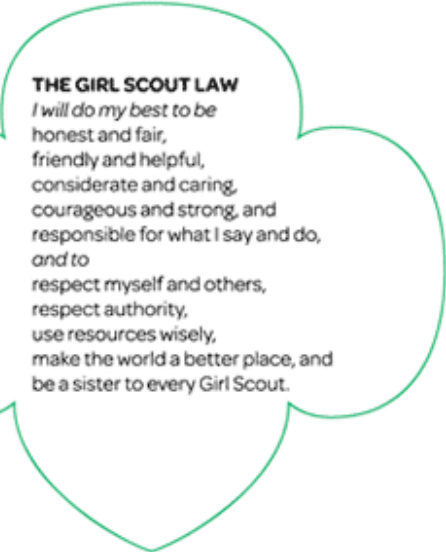 THE GIRL SCOUT LAW
I will do my best to be
honest and fair,
friendly and helpful,
considerate and caring,
courageous and strong, and
responsible for what I say and do,
and to
respect myself and others,
respect authority,
use resources wisely,
make the world a better place, and
be a sister to every Girl Scout.